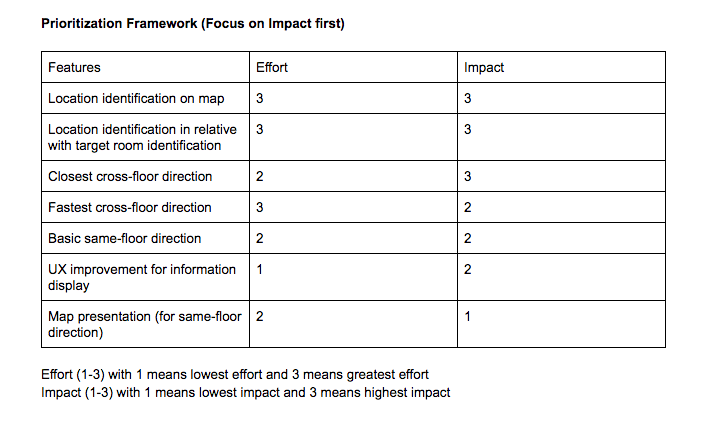 Prioritization Framework (Focus on Impact first)
Features Effort Impact
Location identification on map 3 3
Location identification in relative 3 3
with target room identification
Closest cross-floor direction 2 3
Fastest cross-floor direction 3 2
Basic same-floor direction 2 2
UX improvement for information 1 2
display
Map presentation (for same-floor 2 1
direction)
Effort (1-3) with 1 means lowest effort and 3 means greatest effort
Impact (1-3) with 1 means lowest impact and 3 means highest impact